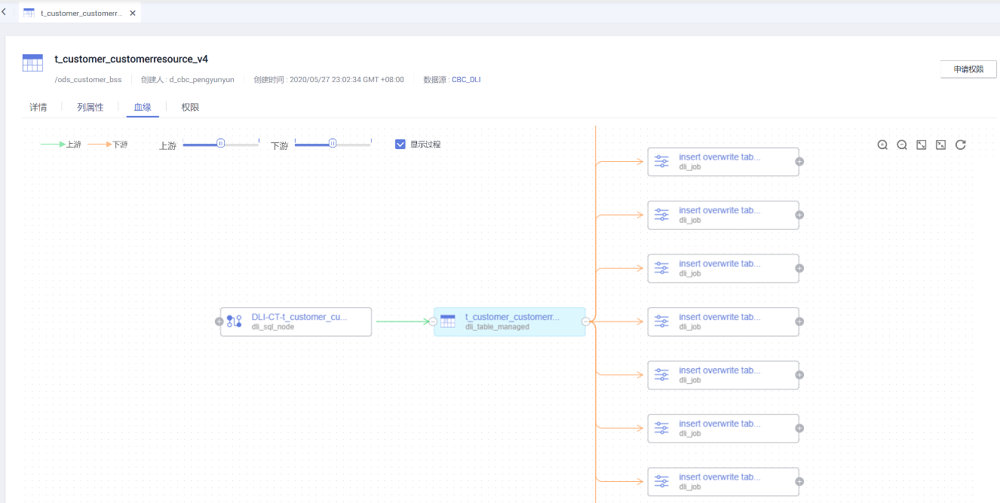 t_customer_customerr...
t_customer_customerresource_v4
/ods_customer_bss 创建人 : d_cbc_pengyunyun 创建时间 : 2020/05/27 23:02:34 GMT +08:00 数据源 : CBC_DLI
申请权限
详情 列属性 血缘 权限
上游 下游 上游 下游 显示过程
insert overwrite tab...
dli_job
insert overwrite tab...
dli_job
insert overwrite tab...
dli_job
DLI-CT-t_customer_cu...
dli_sql_node
t_customer_customerr...
dli_table_managed
insert overwrite tab...
dli_job
insert overwrite tab...
dli_job
insert overwrite tab...
dli_job
insert overwrite tab...
dli_job